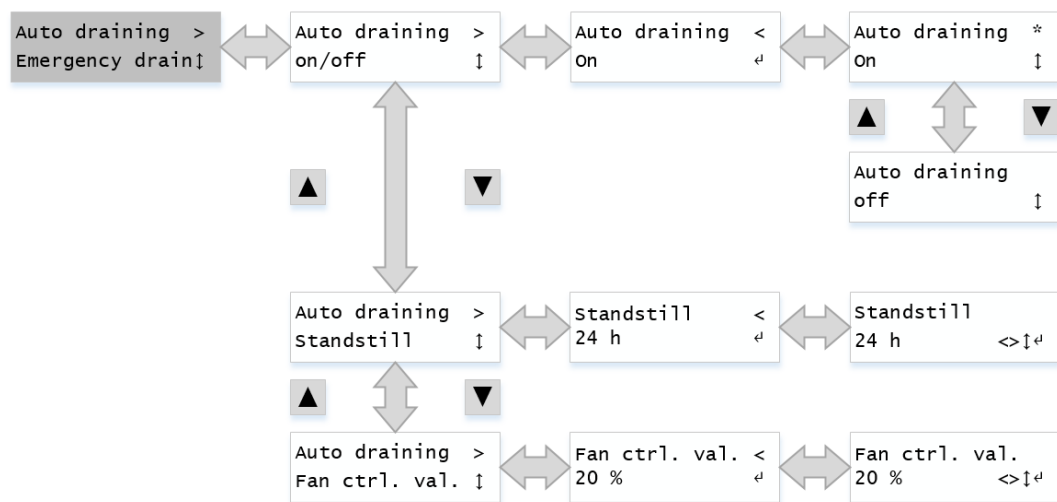 Auto draining >
Emergency drain↕
Auto draining >
on/off ↕
Auto draining <
On ↵
Auto draining *
On ↕
▲ ▼
Auto draining
off ↕
▲ ▼
Auto draining >
Standstill ↕
Standstill <
24 h ↵
Standstill
24 h <>↕↵
▲ ▼
Auto draining >
Fan ctrl. val. ↕
Fan ctrl. val. <
20 % ↵
Fan ctrl. val.
20 % <>↕↵